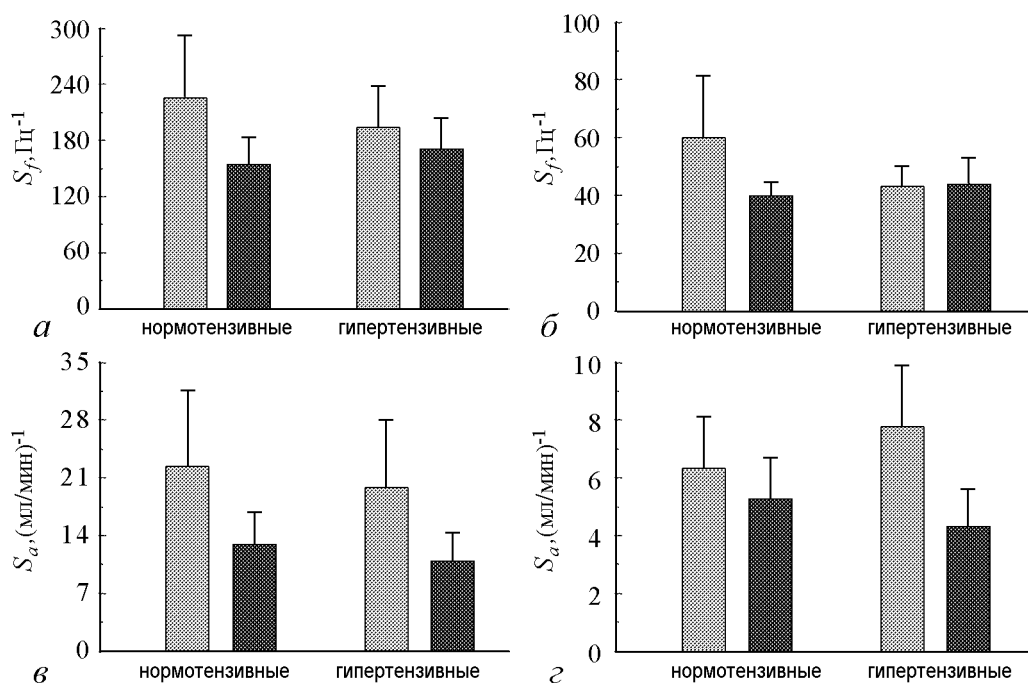 300
240
180
160
60
0
S_f, Гц⁻¹
нормотензивные гипертензивные
а
100
80
60
40
20
0
S_f, Гц⁻¹
нормотензивные гипертензивные
б
35
28
21
14
7
0
S_a, (мл/мин)⁻¹
нормотензивные гипертензивные
в
10
8
6
4
2
0
S_a, (мл/мин)⁻¹
нормотензивные гипертензивные
г